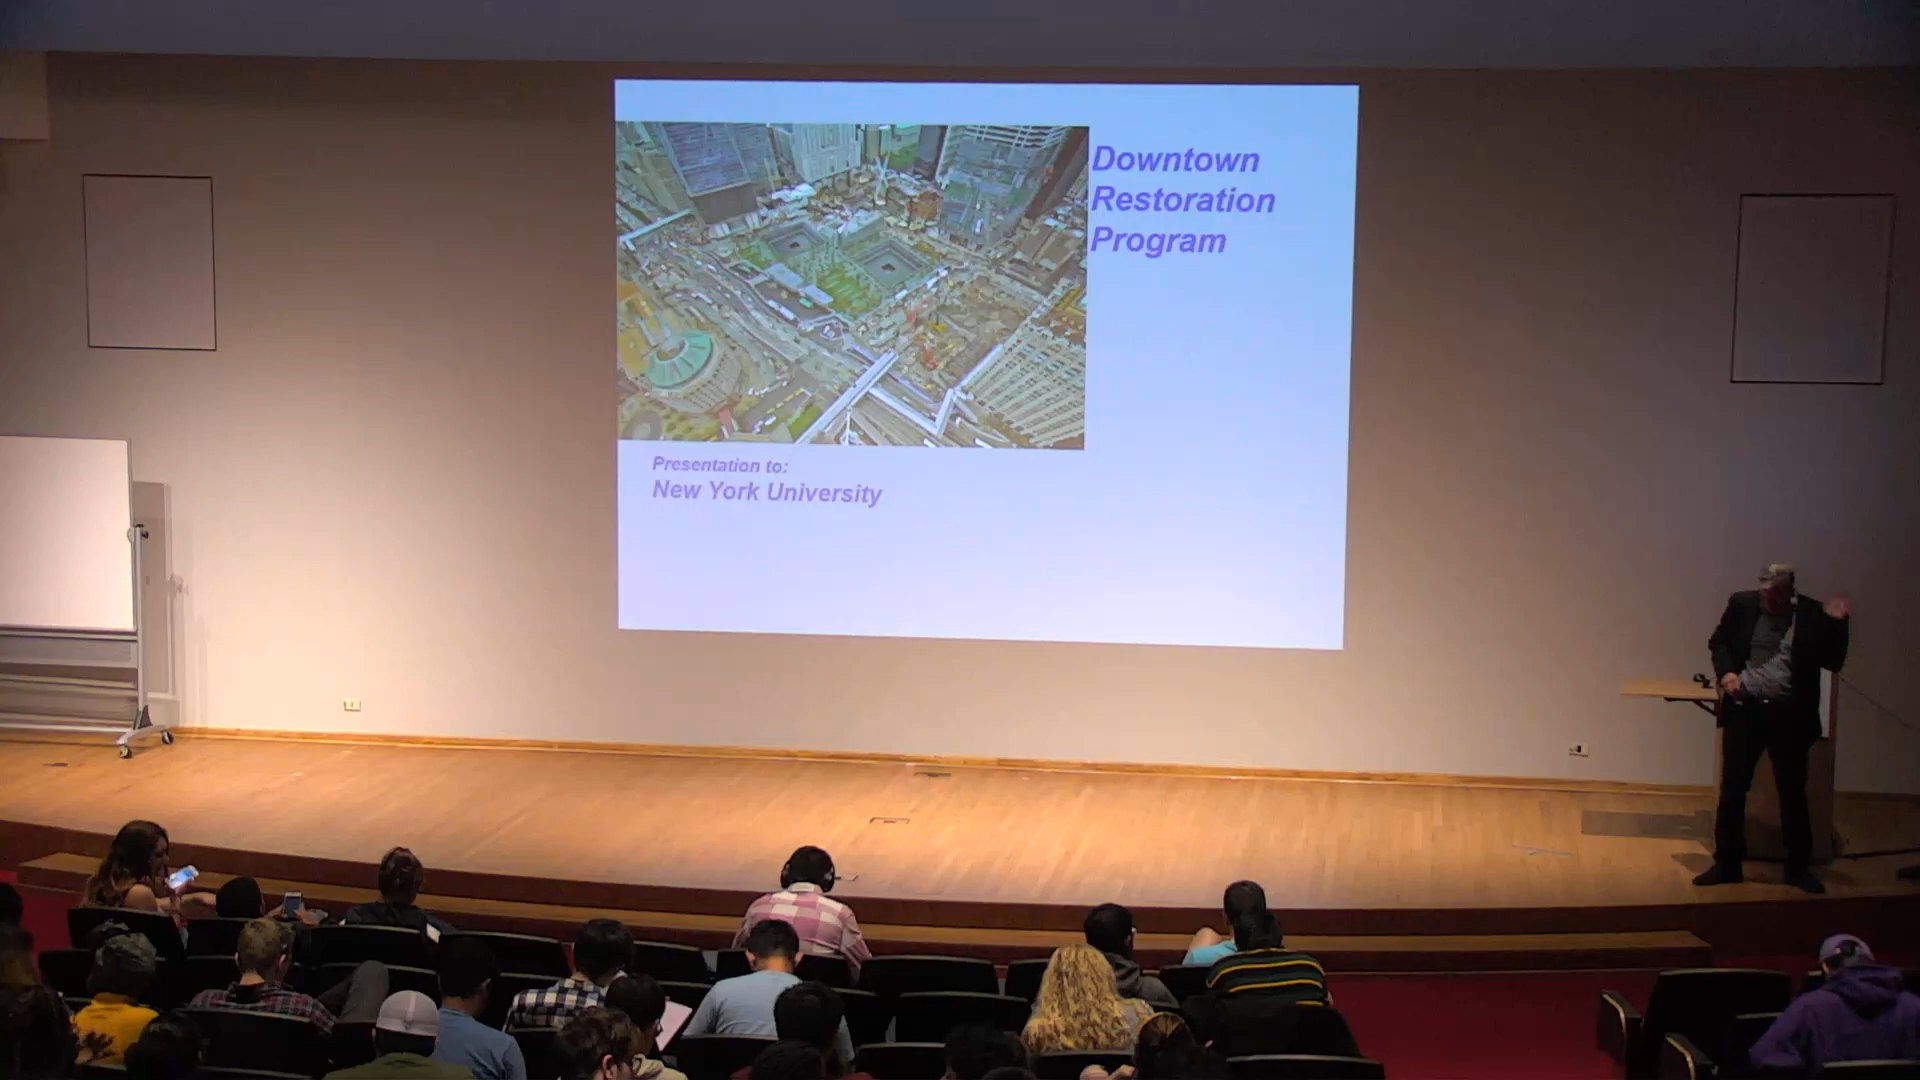 Downtown
Restoration
Program
Presentation to:
New York University